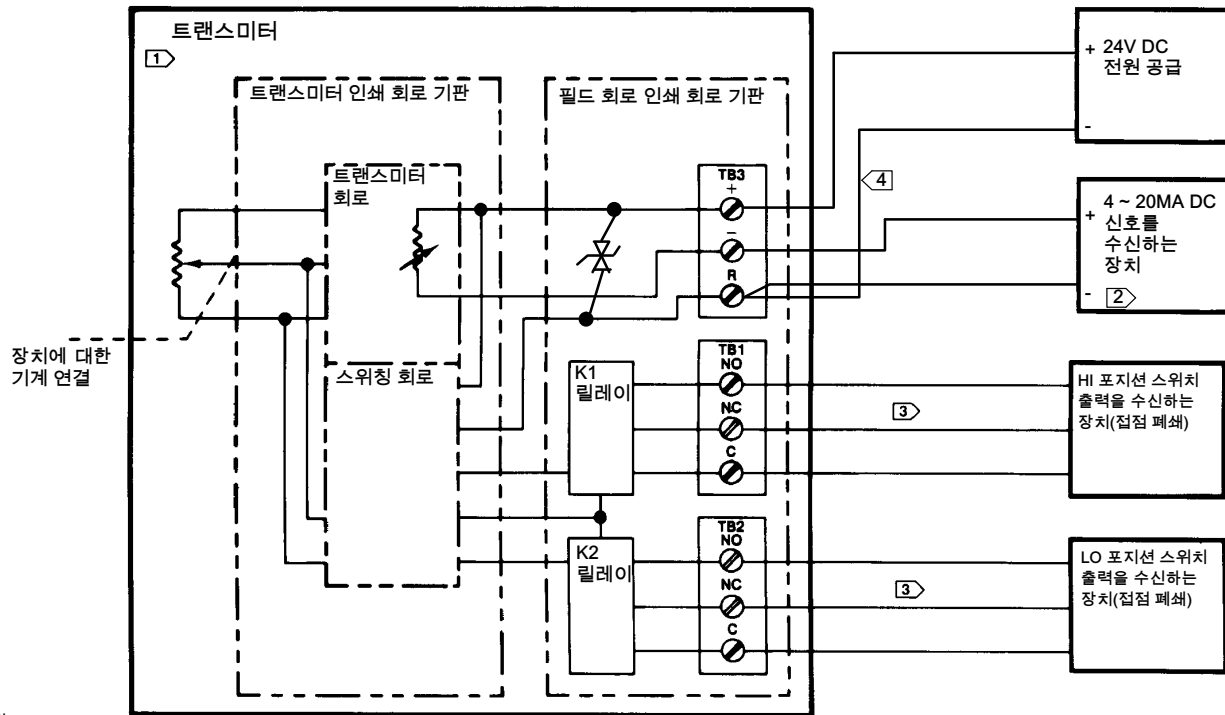 트랜스미터
1
트랜스미터 인쇄 회로 기판
필드 회로 인쇄 회로 기판
트랜스미터
회로
스위칭 회로
장치에 대한
기계 연결
TB3
+
−
R
4
+ 24V DC
전원 공급
-
+ 4 ~ 20MA DC
신호를
수신하는
장치
- 2
K1
릴레이
TB1
NO
NC
C
3
HI 포지션 스위치
출력을 수신하는
장치(접점 폐쇄)
K2
릴레이
TB2
NO
NC
C
3
LO 포지션 스위치
출력을 수신하는
장치(접점 폐쇄)